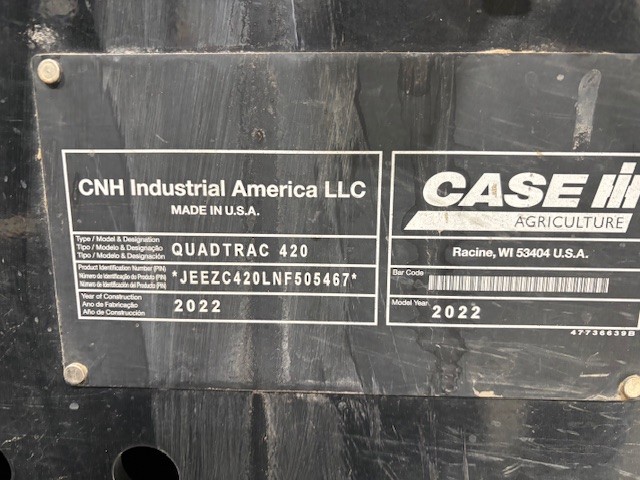 CNH Industrial America LLC
MADE IN U.S.A.
Type / Model & Designation
Tipo / Modelo & Designação
Tipo / Modelo & Designación
QUADTRAC 420
Product Identification Number (PIN)
Número de Identificação do Produto (PIN)
Número de Identificación del Producto (PIN)
*JEEZC420LNF505467*
Year of Construction
Ano de Fabricação
Año de Construcción
2022
CASE IH
AGRICULTURE
Racine, WI 53404 U.S.A.
Bar Code
Model Year
2022
47736639B